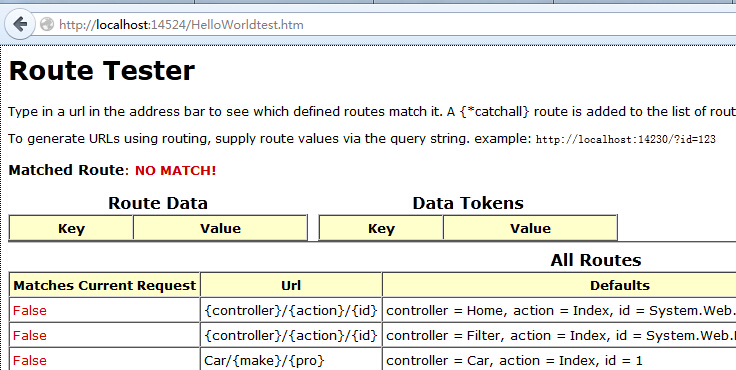 http://localhost:14524/HelloWorldtest.htm
Route Tester
Type in a url in the address bar to see which defined routes match it. A {*catchall} route is added to the list of
To generate URLs using routing, supply route values via the query string. example: http://localhost:14230/?id=123
Matched Route: NO MATCH!
Route Data Data Tokens
Key Value Key Value
All Routes
Matches Current Request Url Defaults
False {controller}/{action}/{id} controller = Home, action = Index, id = System.Web.
False {controller}/{action}/{id} controller = Filter, action = Index, id = System.Web.
False Car/{make}/{pro} controller = Car, action = Index, id = 1